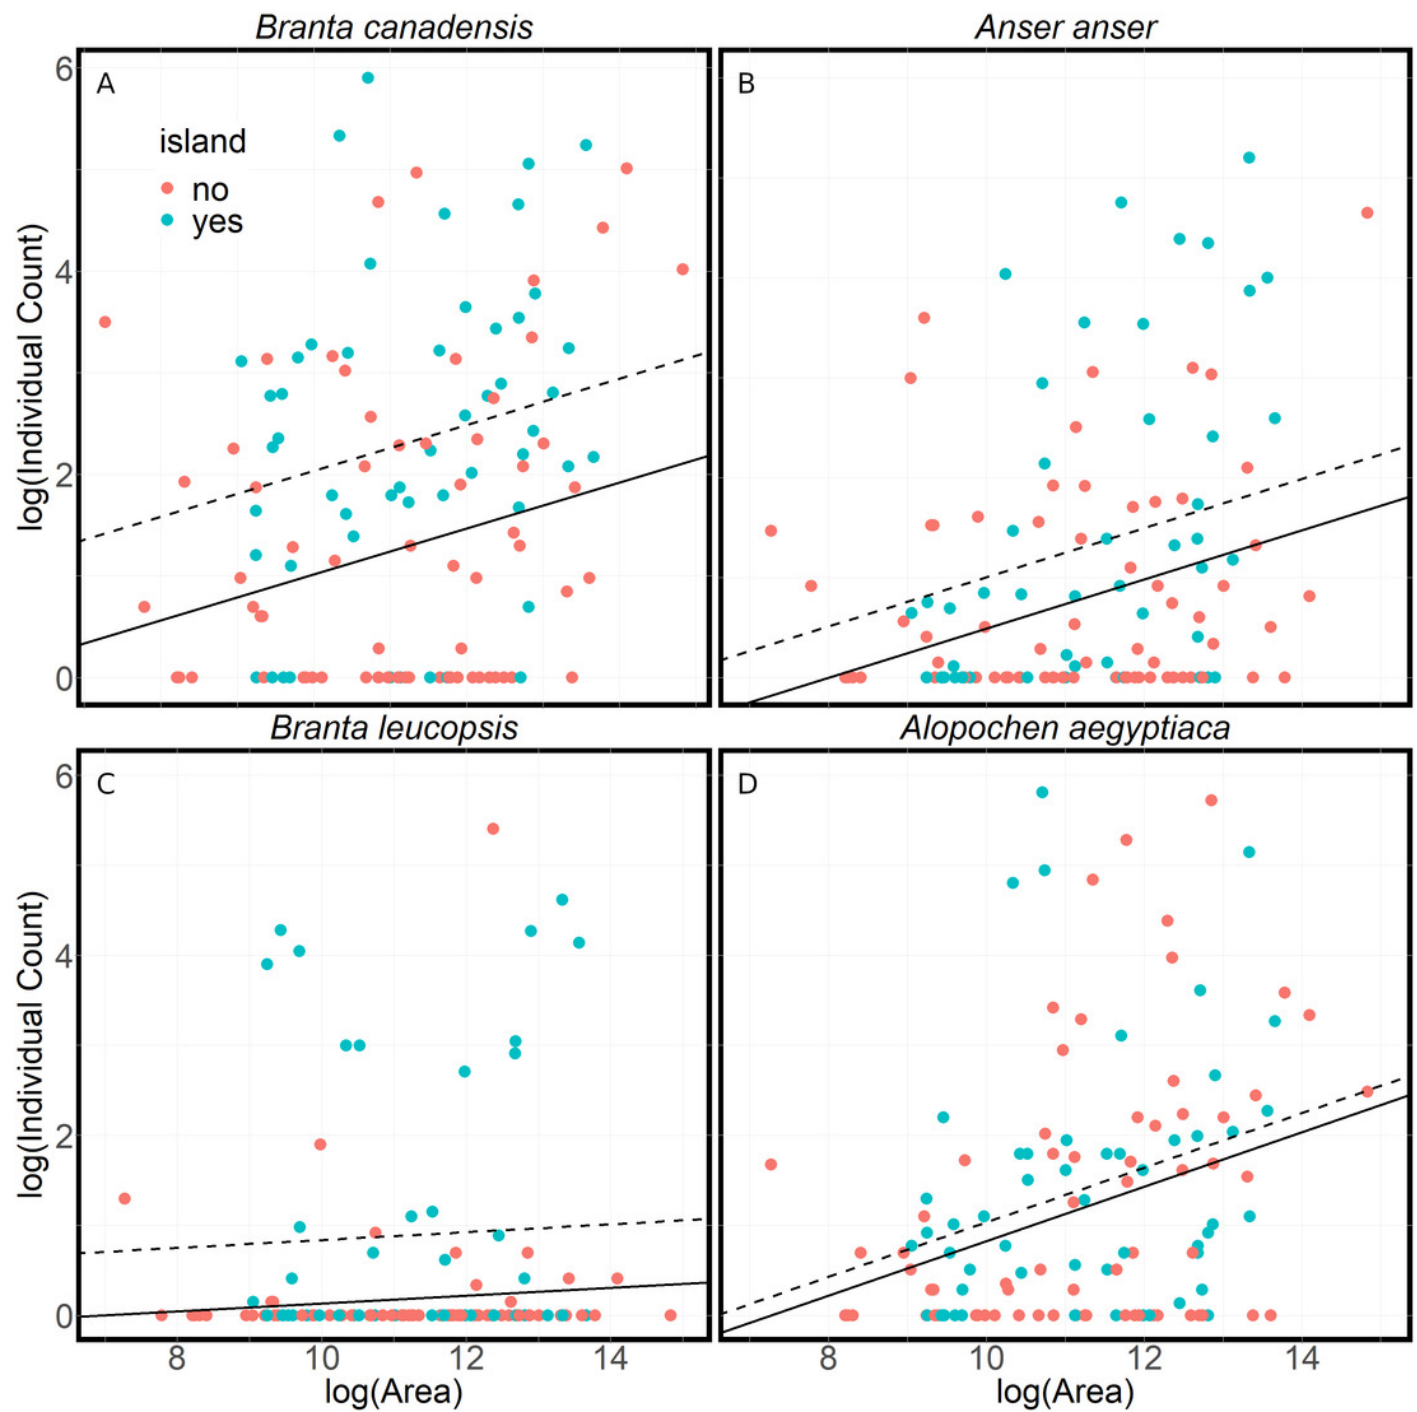 Branta canadensis
Anser anser
A
B
island
no
yes
log(Individual Count)
6
4
2
0
Branta leucopsis
Alopochen aegyptiaca
C
D
log(Individual Count)
6
4
2
0
8 10 12 14
8 10 12 14
log(Area)
log(Area)